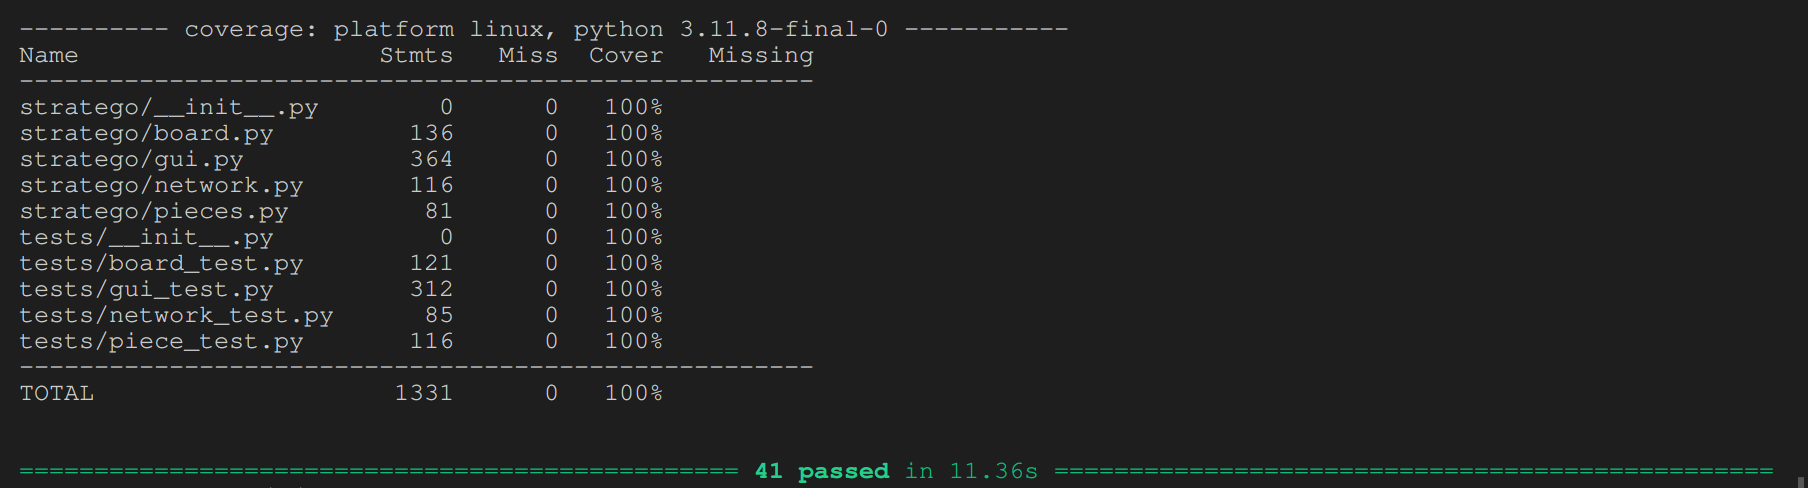 ---------- coverage: platform linux, python 3.11.8-final-0 -----------
Name                    Stmts   Miss  Cover   Missing
-----------------------------------------------------
stratego/__init__.py        0      0   100%
stratego/board.py         136      0   100%
stratego/gui.py           364      0   100%
stratego/network.py       116      0   100%
stratego/pieces.py         81      0   100%
tests/__init__.py           0      0   100%
tests/board_test.py       121      0   100%
tests/gui_test.py         312      0   100%
tests/network_test.py      85      0   100%
tests/piece_test.py       116      0   100%
-----------------------------------------------------
TOTAL                    1331      0   100%
================================================ 41 passed in 11.36s ================================================